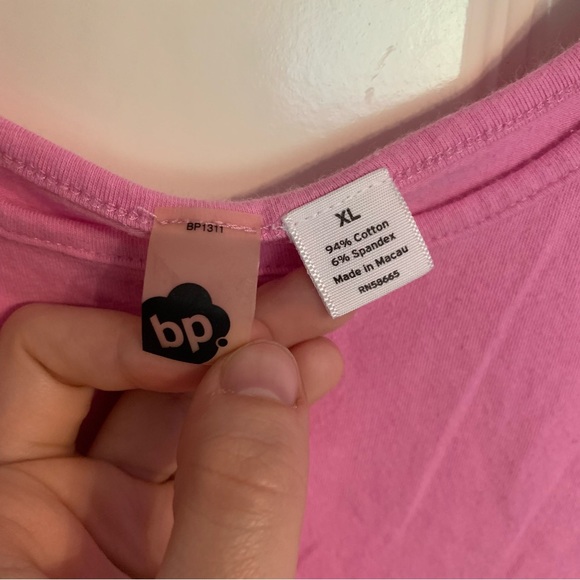 BP1311
bp.
XL
94% Cotton
6% Spandex
Made in Macau
RN58665